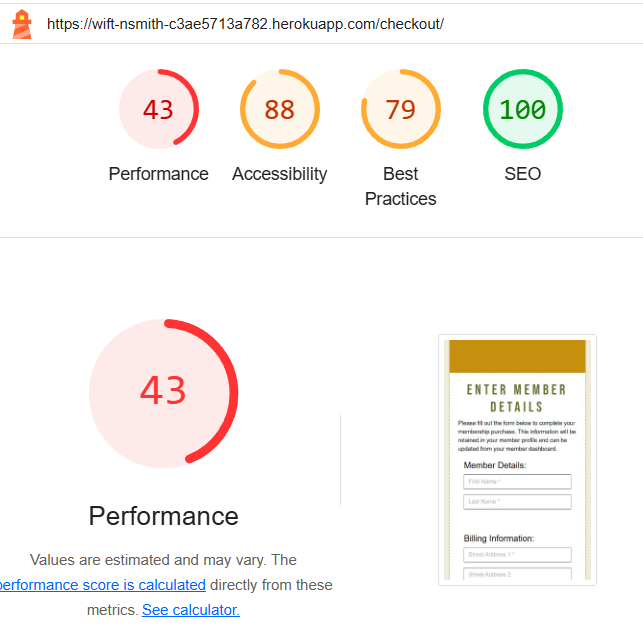 https://wift-nsmith-c3ae5713a782.herokuapp.com/checkout/
43
88
79
100
Performance
Accessibility
Best
Practices
SEO
43
Performance
Values are estimated and may vary. The
performance score is calculated directly from these
metrics. See calculator.
ENTER MEMBER
DETAILS
Please fill out the form below to complete your
membership purchase. This information will be
retained in your member profile and can be
updated from your member dashboard.
Member Details:
First Name *
Last Name *
Billing Information:
Street Address 1 *
Street Address 2